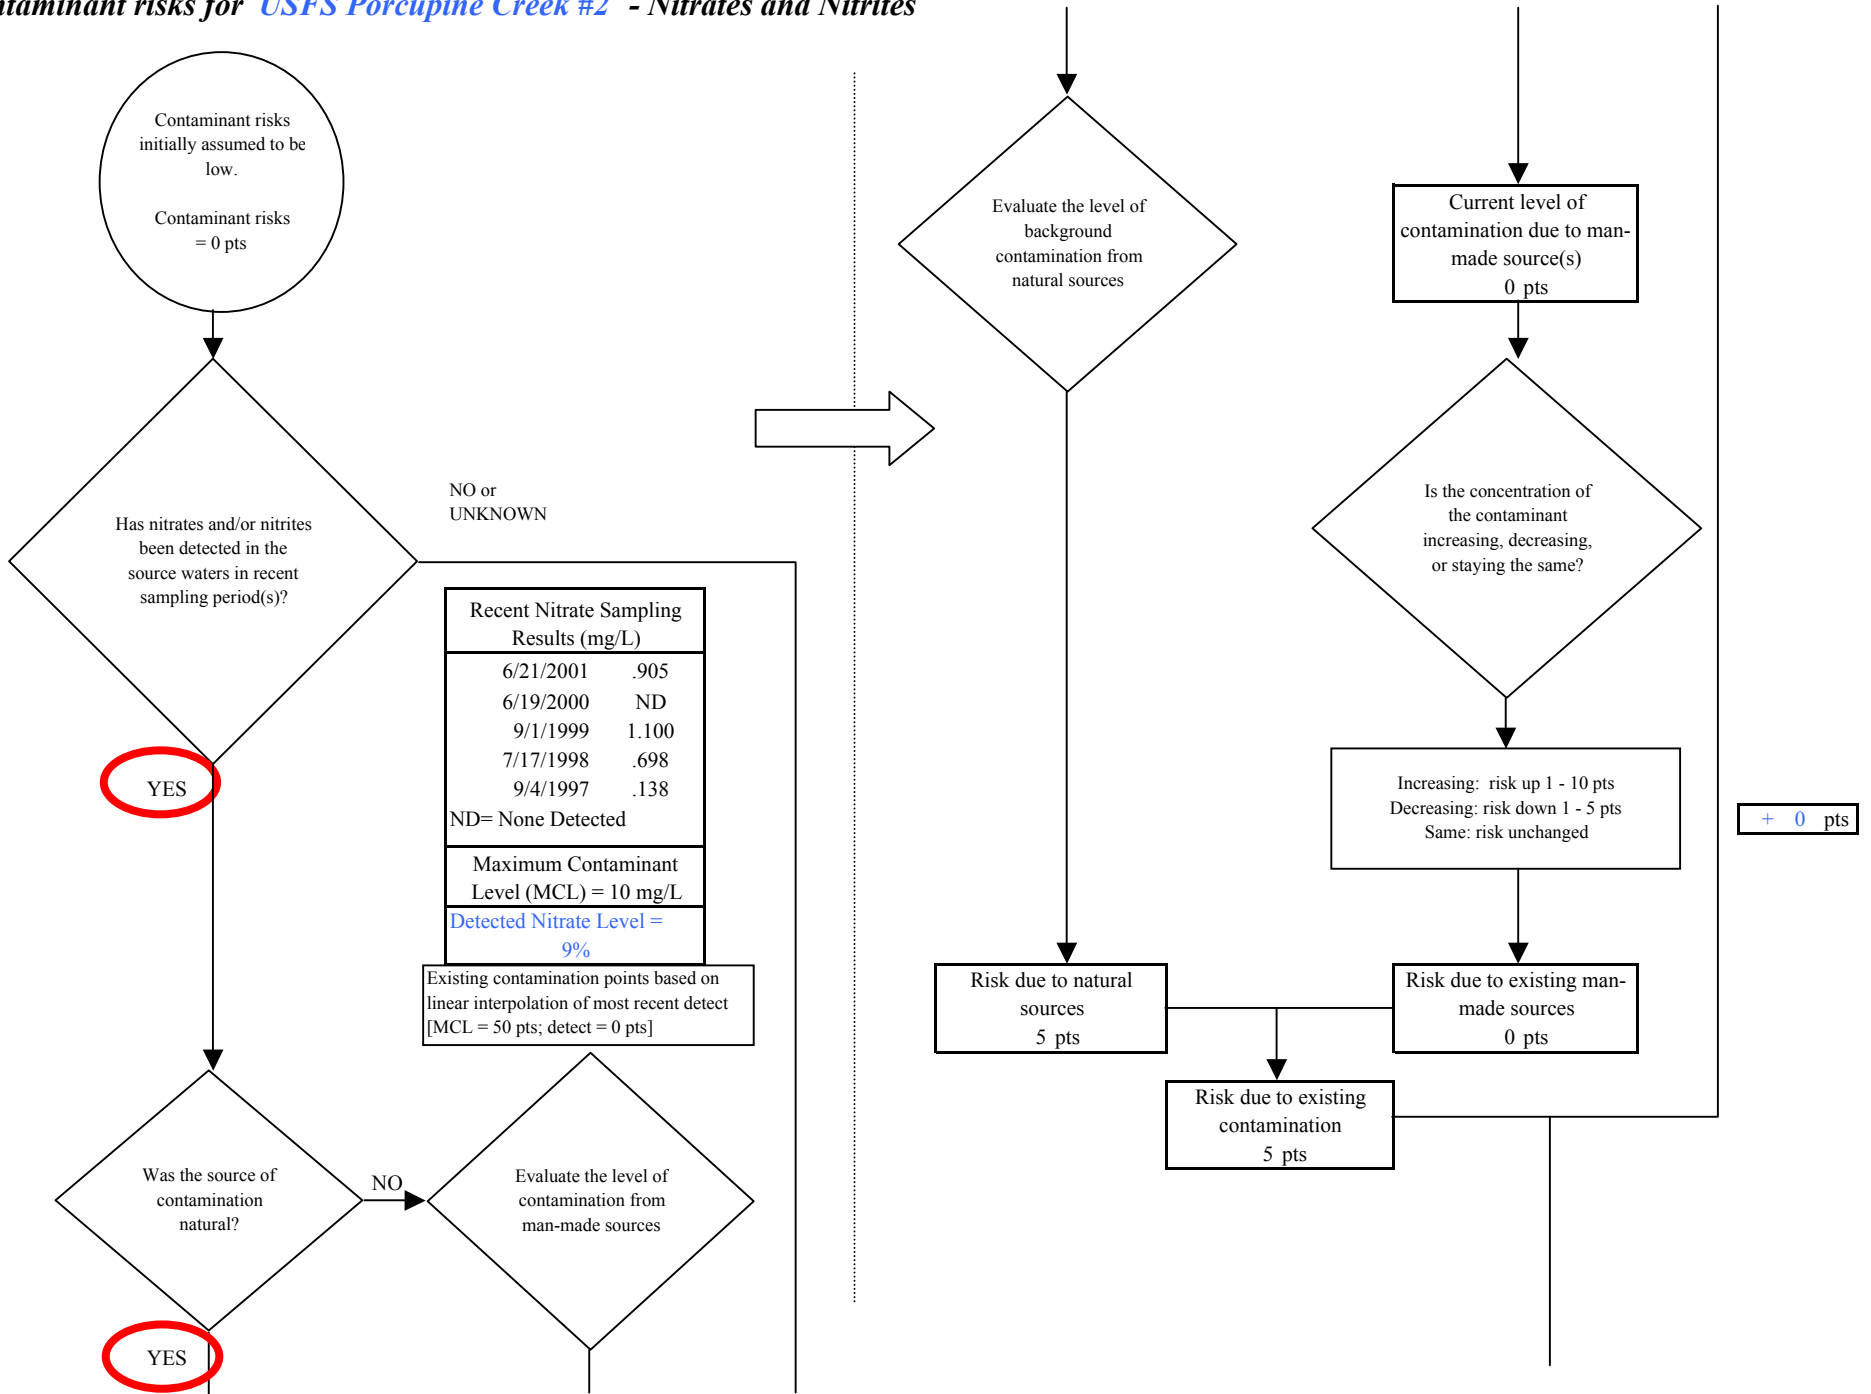 ntaminant risks for USFS Porcupine Creek #2 - Nitrates and Nitrites
Contaminant risks
initially assumed to be
low.
Contaminant risks
= 0 pts
Has nitrates and/or nitrites
been detected in the
source waters in recent
sampling period(s)?
NO or
UNKNOWN
YES
Recent Nitrate Sampling
Results (mg/L)
6/21/2001 .905
6/19/2000 ND
9/1/1999 1.100
7/17/1998 .698
9/4/1997 .138
ND= None Detected
Maximum Contaminant
Level (MCL) = 10 mg/L
Detected Nitrate Level =
9%
Existing contamination points based on
linear interpolation of most recent detect
[MCL = 50 pts; detect = 0 pts]
Was the source of
contamination
natural?
NO
Evaluate the level of
contamination from
man-made sources
YES
Evaluate the level of
background
contamination from
natural sources
Current level of
contamination due to man-
made source(s)
0 pts
Is the concentration of
the contaminant
increasing, decreasing,
or staying the same?
Increasing: risk up 1 - 10 pts
Decreasing: risk down 1 - 5 pts
Same: risk unchanged
+ 0 pts
Risk due to natural
sources
5 pts
Risk due to existing man-
made sources
0 pts
Risk due to existing
contamination
5 pts